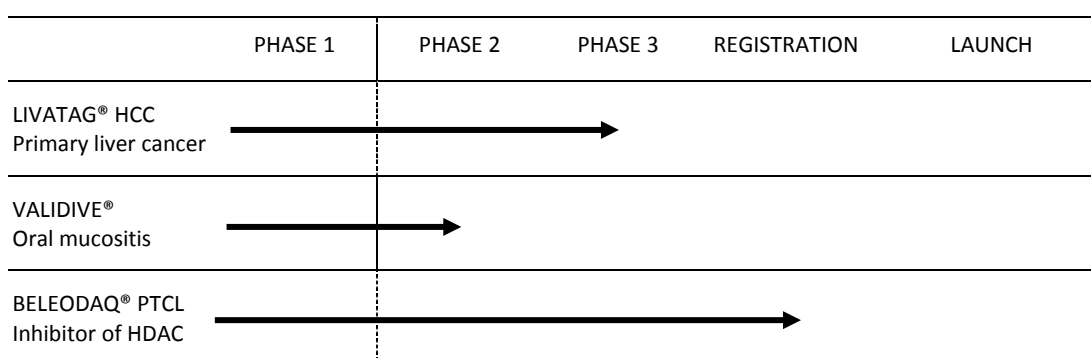 PHASE 1 PHASE 2 PHASE 3 REGISTRATION LAUNCH
LIVATAG® HCC
Primary liver cancer
VALIDIVE®
Oral mucositis
BELEODAQ® PTCL
Inhibitor of HDAC